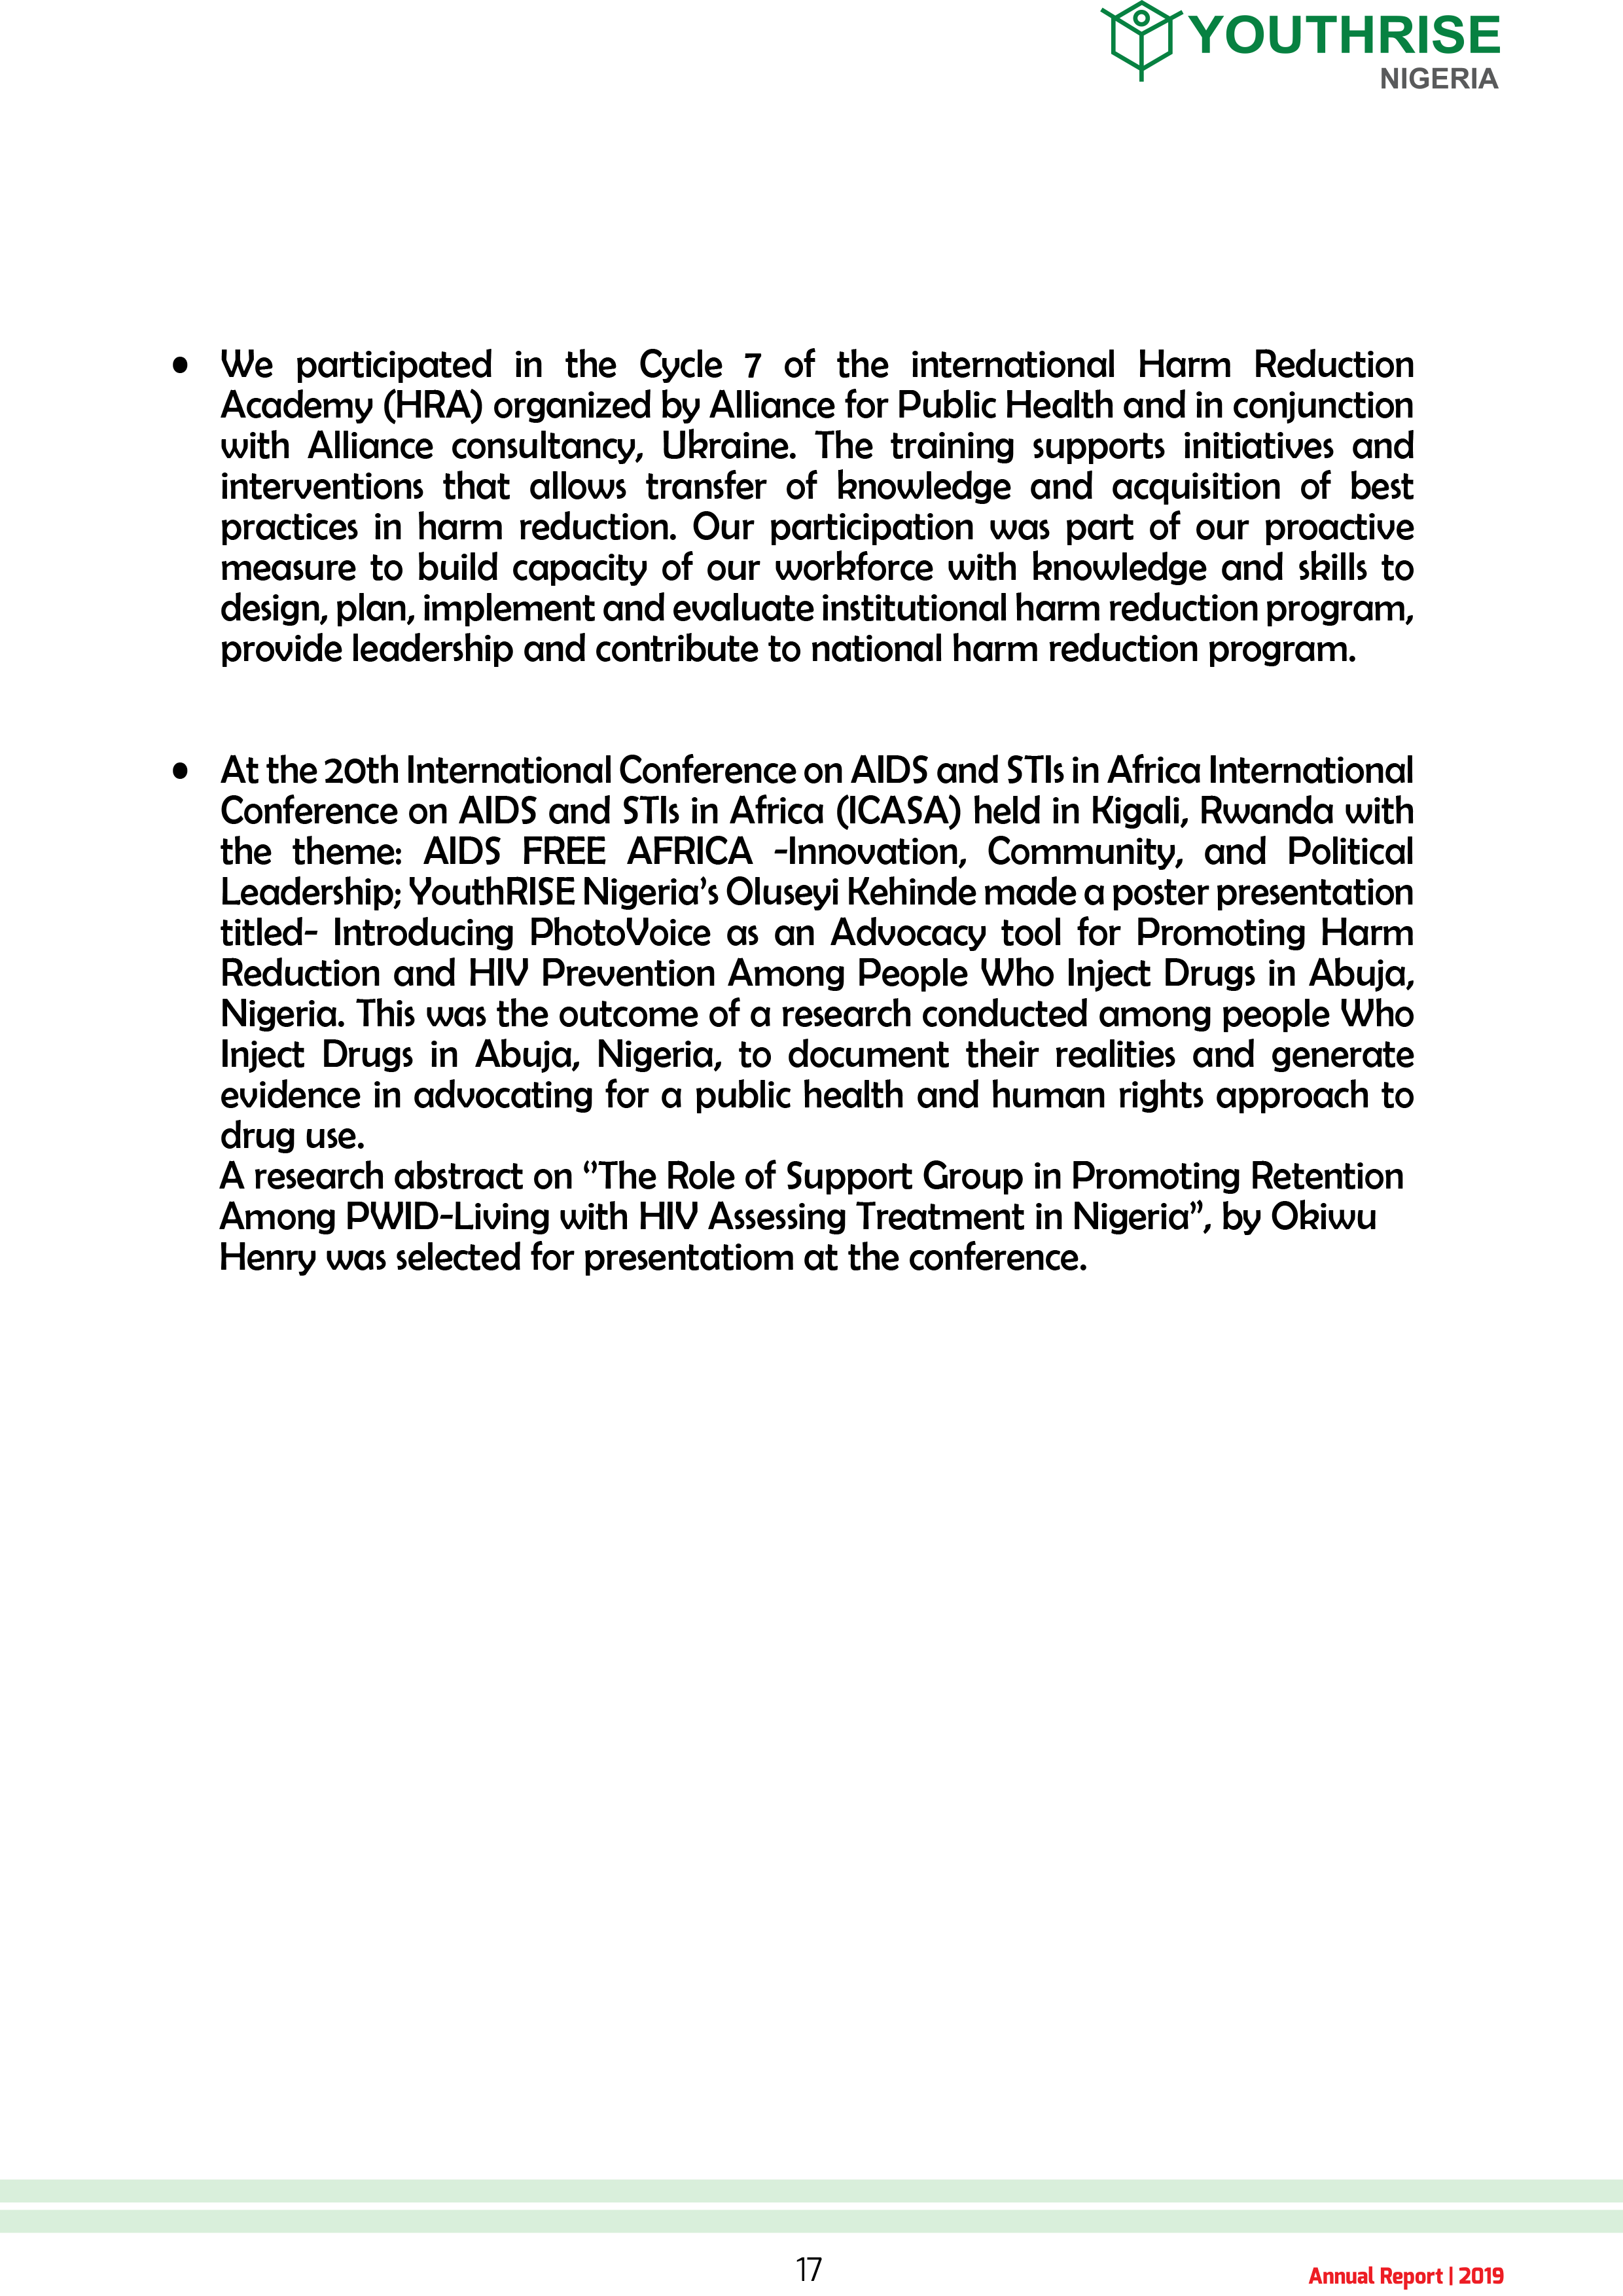 YOUTHRISE
NIGERIA
• We participated in the Cycle 7 of the international Harm Reduction
Academy (HRA) organized by Alliance for Public Health and in conjunction
with Alliance consultancy, Ukraine. The training supports initiatives and
interventions that allows transfer of knowledge and acquisition of best
practices in harm reduction. Our participation was part of our proactive
measure to build capacity of our workforce with knowledge and skills to
design, plan, implement and evaluate institutional harm reduction program,
provide leadership and contribute to national harm reduction program.
• At the 20th International Conference on AIDS and STIs in Africa International
Conference on AIDS and STIs in Africa (ICASA) held in Kigali, Rwanda with
the theme: AIDS FREE AFRICA -Innovation, Community, and Political
Leadership; YouthRISE Nigeria’s Oluseyi Kehinde made a poster presentation
titled- Introducing PhotoVoice as an Advocacy tool for Promoting Harm
Reduction and HIV Prevention Among People Who Inject Drugs in Abuja,
Nigeria. This was the outcome of a research conducted among people Who
Inject Drugs in Abuja, Nigeria, to document their realities and generate
evidence in advocating for a public health and human rights approach to
drug use.
A research abstract on ‘’The Role of Support Group in Promoting Retention
Among PWID-Living with HIV Assessing Treatment in Nigeria”, by Okiwu
Henry was selected for presentatiom at the conference.
17
Annual Report | 2019